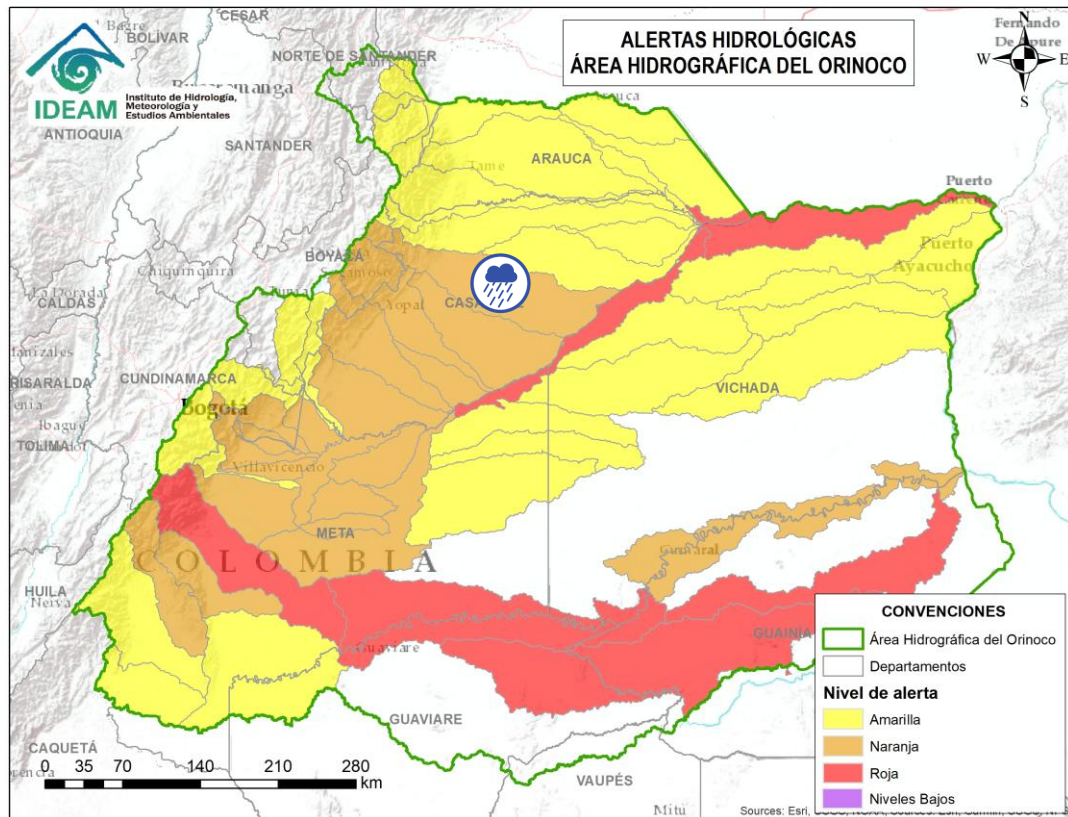 ALERTAS HIDROLÓGICAS
ÁREA HIDROGRÁFICA DEL ORINOCO
IDEAM
Instituto de Hidrología,
Meteorología y
Estudios Ambientales
N
W
E
S
CESAR
BOLÍVAR
NORTE DE SANTANDER
Fernando
De Apure
ANTIOQUIA
SANTANDER
Tame
ARAUCA
Puerto
Puerto
Ayacucho
BOYACÁ
Chiquinquira
La Dorada
Yopal
CALDAS
RISARALDA
CUNDINAMARCA
VICHADA
Bogotá
TOLIMA
Villavicencio
META
COLOMBIA
HUILA
Neiva
GUAINÍA
GUAVIARE
CAQUETÁ
VAUPÉS
Mitú
0 35 70 140 210 280
km
CONVENCIONES
Área Hidrográfica del Orinoco
Departamentos
Nivel de alerta
Amarilla
Naranja
Roja
Niveles Bajos
Sources: Esri,